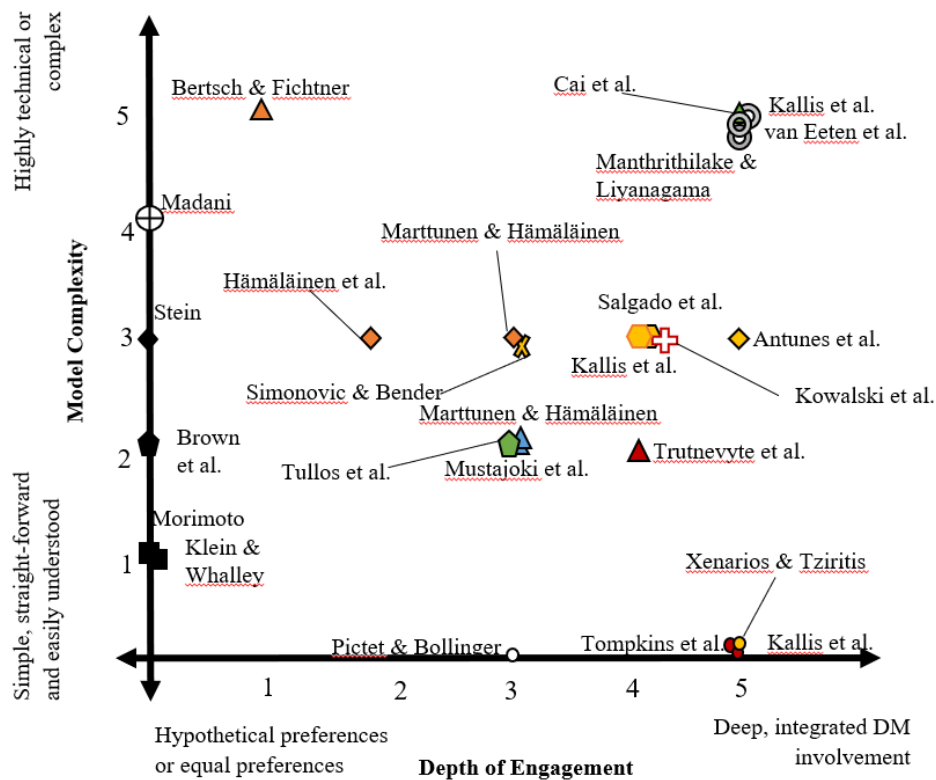 Highly technical or
complex
Bertsch & Fichtner
Cai et al.
Kallis et al.
van Eeten et al.
Manthrithilake &
Liyanagama
5
Madani
4
Marttunen & Hämäläinen
Hämäläinen et al.
Model Complexity
Stein
Salgado et al.
3
Antunes et al.
Kallis et al.
Simonovic & Bender
Kowalski et al.
Marttunen & Hämäläinen
Brown
et al.
2
Tullos et al.
Mustajoki et al.
Trutnevyte et al.
Morimoto
Klein &
Whalley
1
Xenarios & Tziritis
Simple, straight-forward
and easily understood
Pictet & Bollinger
Tompkins et al.
Kallis et al.
1 2 3 4 5
Hypothetical preferences
or equal preferences
Depth of Engagement
Deep, integrated DM
involvement